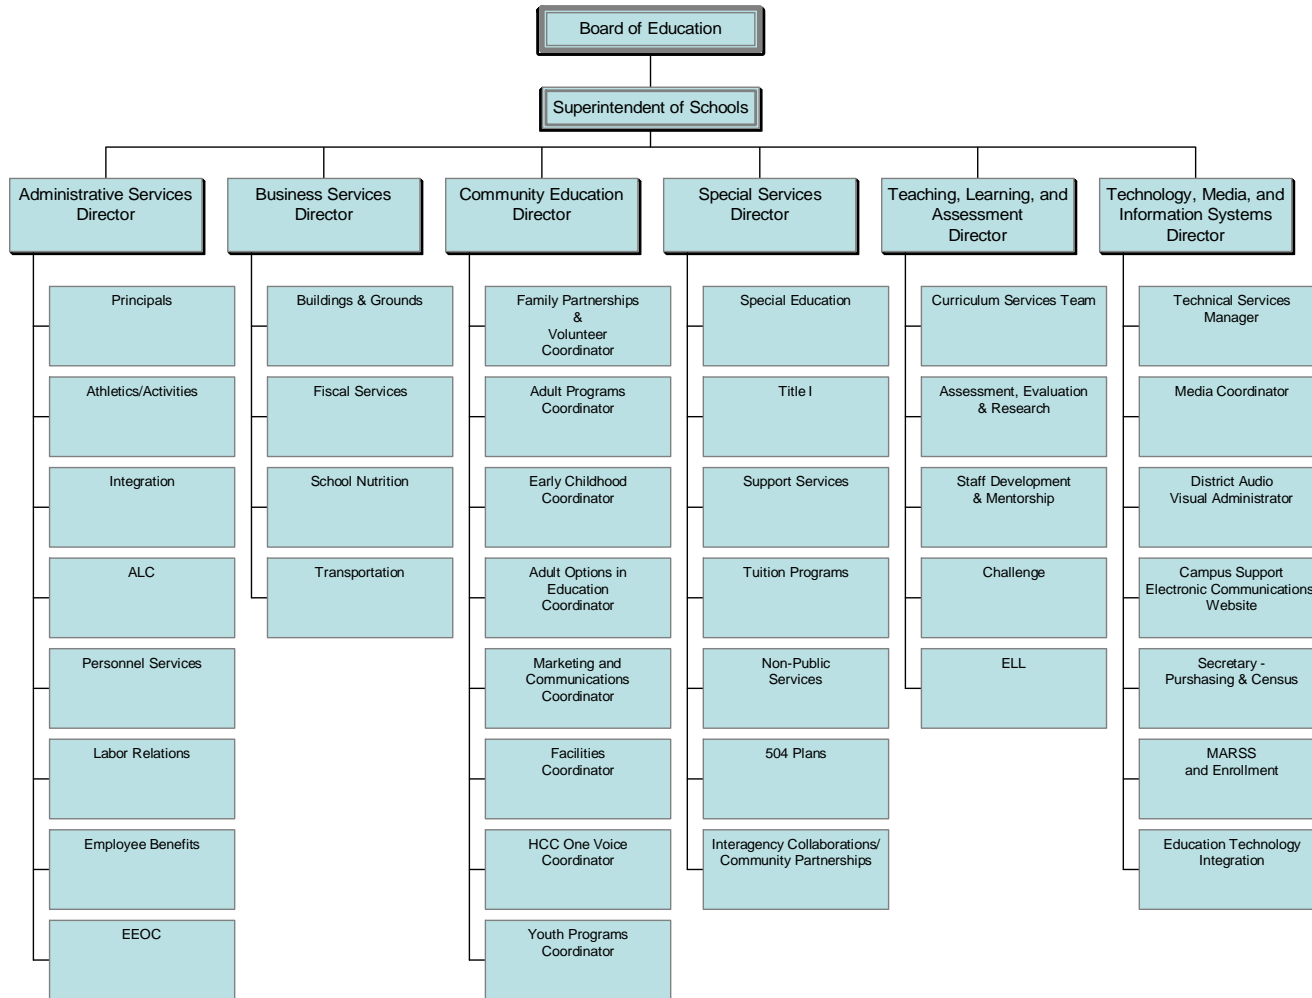 Board of Education
Superintendent of Schools
Administrative Services
Director
Business Services
Director
Community Education
Director
Special Services
Director
Teaching, Learning, and
Assessment
Director
Technology, Media, and
Information Systems
Director
Principals
Athletics/Activities
Integration
ALC
Personnel Services
Labor Relations
Employee Benefits
EEOC
Buildings & Grounds
Fiscal Services
School Nutrition
Transportation
Family Partnerships
&
Volunteer
Coordinator
Adult Programs
Coordinator
Early Childhood
Coordinator
Adult Options in
Education
Coordinator
Marketing and
Communications
Coordinator
Facilities
Coordinator
HCC One Voice
Coordinator
Youth Programs
Coordinator
Special Education
Title I
Support Services
Tuition Programs
Non-Public
Services
504 Plans
Interagency Collaborations/
Community Partnerships
Curriculum Services Team
Assessment, Evaluation
& Research
Staff Development
& Mentorship
Challenge
ELL
Technical Services
Manager
Media Coordinator
District Audio
Visual Administrator
Campus Support
Electronic Communications
Website
Secretary -
Purshasing & Census
MARSS
and Enrollment
Education Technology
Integration